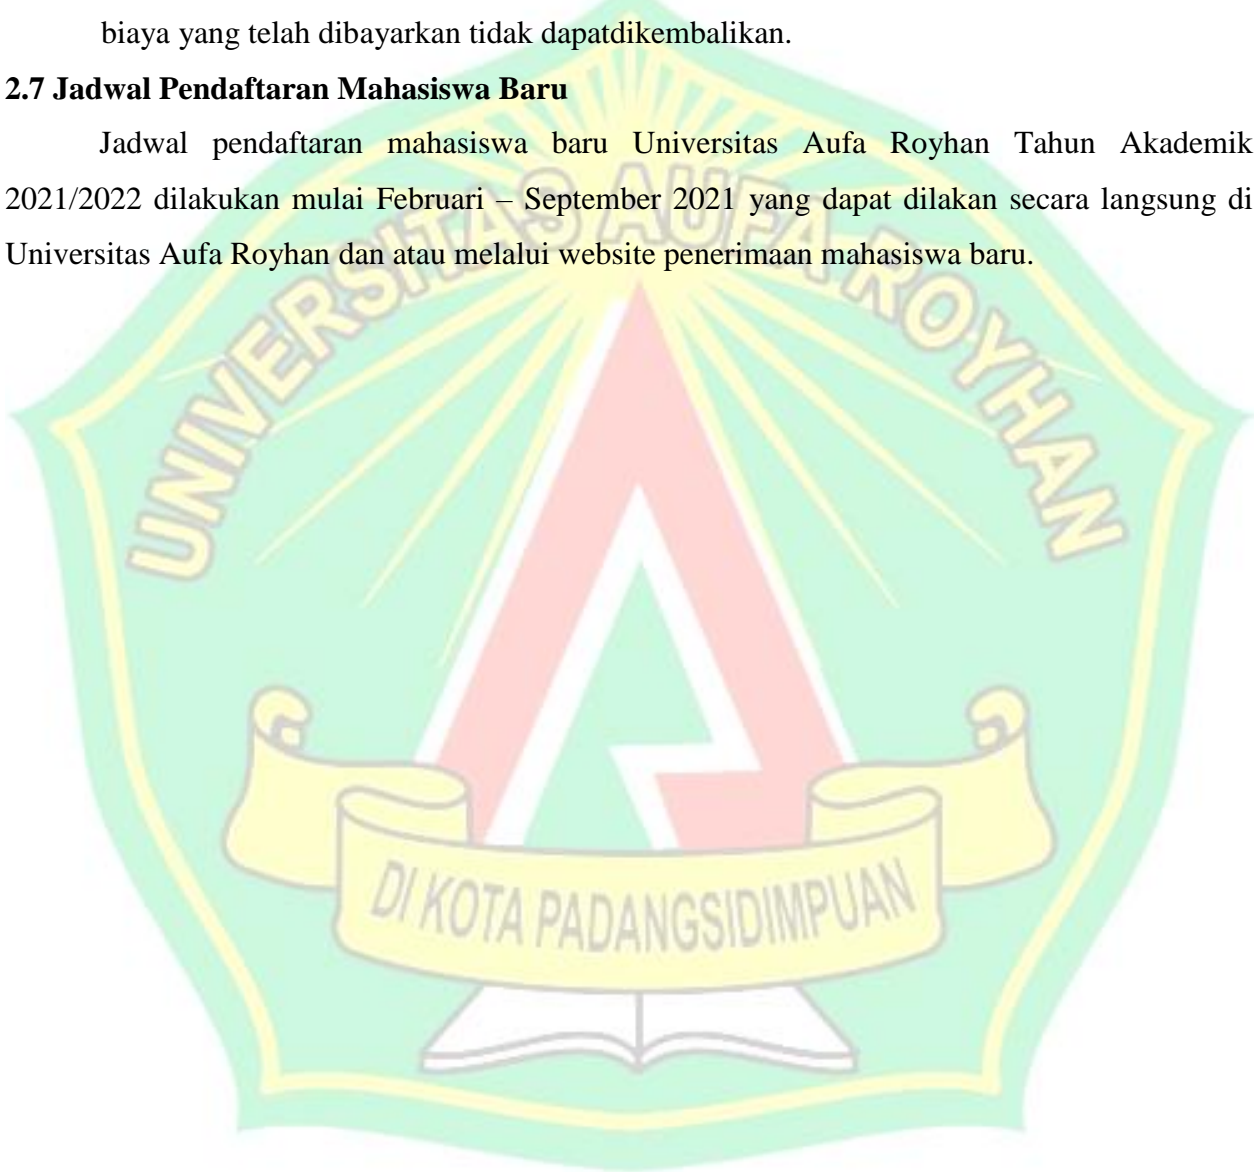 biaya yang telah dibayarkan tidak dapatdikembalikan.
2.7 Jadwal Pendaftaran Mahasiswa Baru
Jadwal pendaftaran mahasiswa baru Universitas Aufa Royhan Tahun Akademik
2021/2022 dilakukan mulai Februari – September 2021 yang dapat dilakan secara langsung di
Universitas Aufa Royhan dan atau melalui website penerimaan mahasiswa baru.
UNIVERSITAS AUFA ROYHAN
DI KOTA PADANGSIDIMPUAN